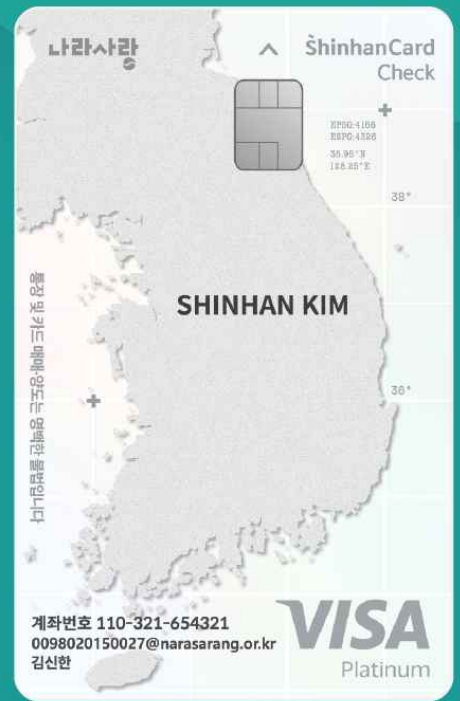 나라사랑
ShinhanCard
Check
EPSG:4166
ESPG:4326
35.95°N
128.25°E
38°
SHINHAN KIM
36°
통장 및 카드 매매·양도는 명백한 불법입니다
계좌번호 110-321-654321
0098020150027@narasarang.or.kr
김신한
VISA
Platinum